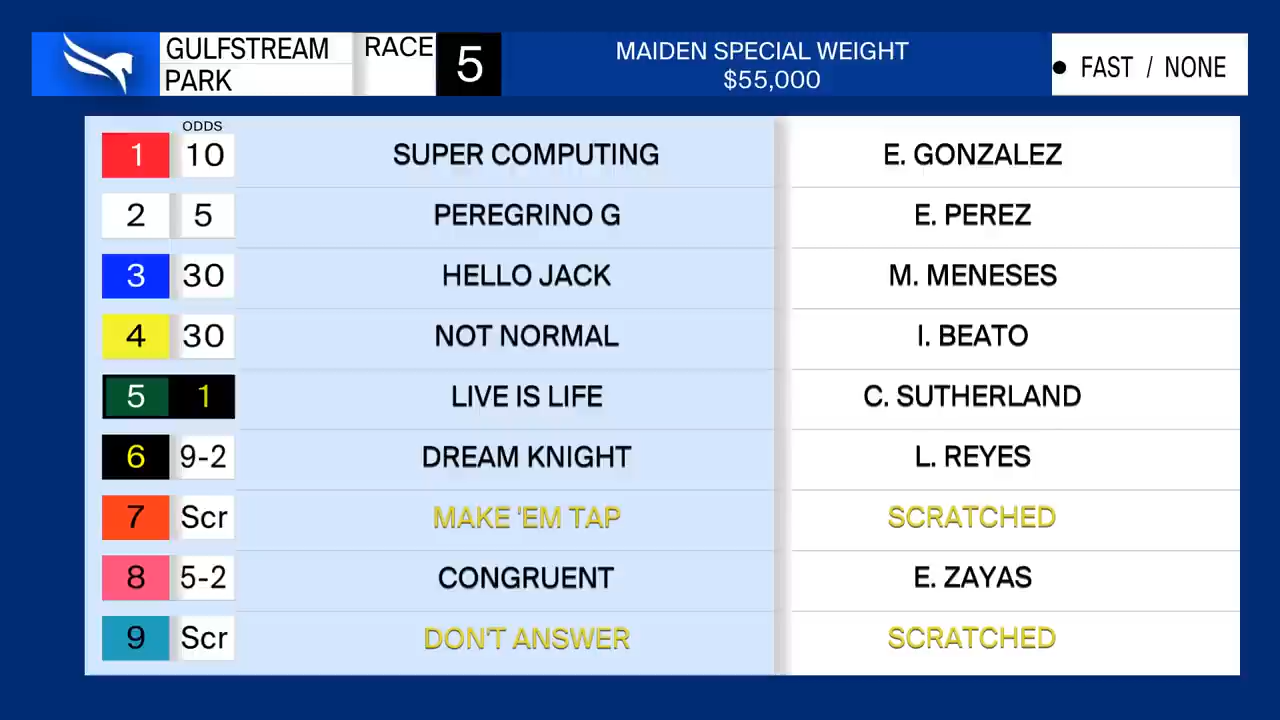 GULFSTREAM
PARK
RACE
5
MAIDEN SPECIAL WEIGHT
$55,000
● FAST / NONE
ODDS
1 10 SUPER COMPUTING E. GONZALEZ
2 5 PEREGRINO G E. PEREZ
3 30 HELLO JACK M. MENESES
4 30 NOT NORMAL I. BEATO
5 1 LIVE IS LIFE C. SUTHERLAND
6 9-2 DREAM KNIGHT L. REYES
7 Scr MAKE 'EM TAP SCRATCHED
8 5-2 CONGRUENT E. ZAYAS
9 Scr DON'T ANSWER SCRATCHED